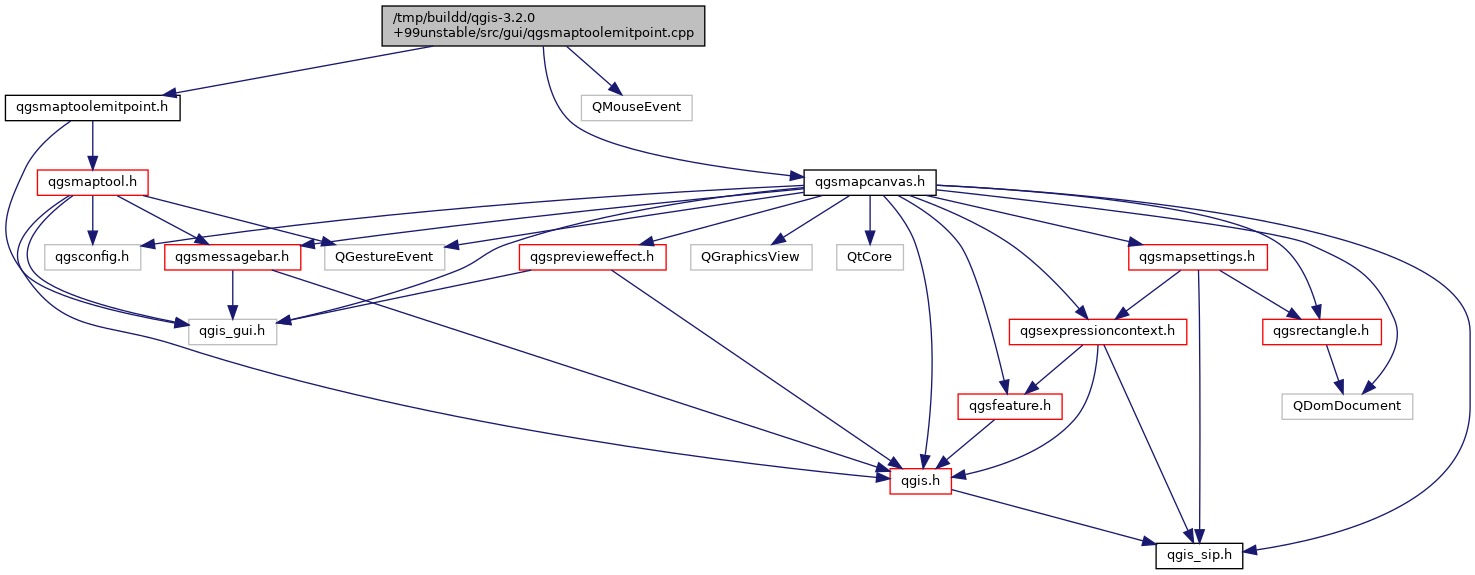 /tmp/buildd/qgis-3.2.0
+99unstable/src/gui/qgsmaptoolemitpoint.cpp
qgsmaptoolemitpoint.h
QMouseEvent
qgsmaptool.h
qgsmapcanvas.h
qgsconfig.h
qgsmessagebar.h
QGestureEvent
qgsprevieweffect.h
QGraphicsView
QtCore
qgsmapsettings.h
qgis_gui.h
qgsexpressioncontext.h
qgsrectangle.h
qgsfeature.h
QDomDocument
qgis.h
qgis_sip.h